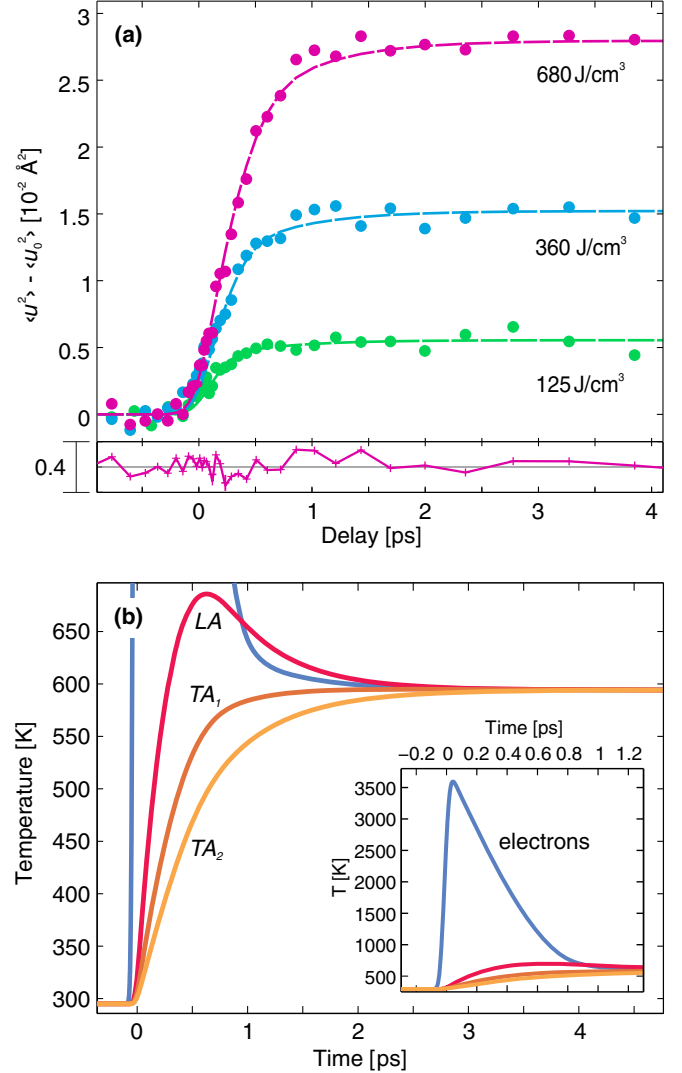 (a)
3
2.5
2
1.5
1
0.5
0
⟨u²⟩ - ⟨u₀²⟩ [10⁻² Å²]
680 J/cm³
360 J/cm³
125 J/cm³
0.4
0 1 2 3 4
Delay [ps]
(b)
650
600
550
500
450
400
350
300
Temperature [K]
LA
TA₁
TA₂
Time [ps]
−0.2 0 0.2 0.4 0.6 0.8 1 1.2
3500
3000
2500
2000
1500
1000
500
T [K]
electrons
0 1 2 3 4
Time [ps]